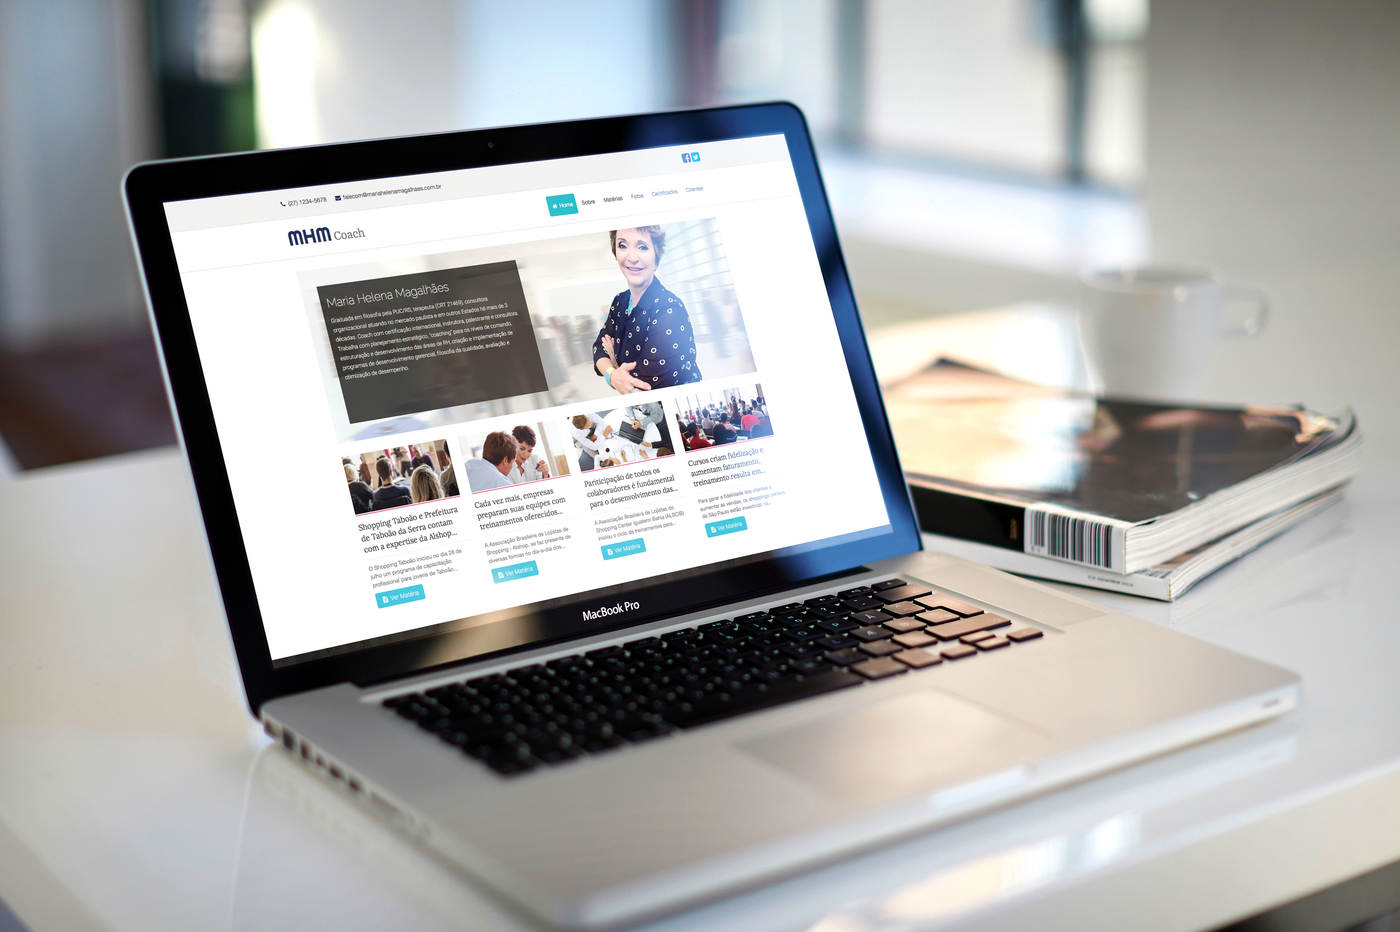 (27) 1234-5678 falecom@mariahelenamagalhaes.com.br
Home Sobre Matérias Fotos Certificados Clientes
MHM Coach
Maria Helena Magalhães
Graduada em filosofia pela PUC/RS, terapeuta (CRT 21469), consultora
organizacional atuando no mercado paulista e em outros Estados há mais de 3
décadas. Coach com certificação internacional, instrutora, palestrante e consultora.
Trabalha com planejamento estratégico, "coaching" para os níveis de comando,
estruturação e desenvolvimento das áreas de RH, criação e implementação de
programas de desenvolvimento gerencial, filosofia da qualidade, avaliação e
otimização de desempenho.
Shopping Taboão e Prefeitura
de Taboão da Serra contam
com a expertise da Alshop...
O Shopping Taboão iniciou no dia 26 de
julho um programa de capacitação
profissional para jovens de Taboão...
Ver Matéria
Cada vez mais, empresas
preparam suas equipes com
treinamentos oferecidos...
A Associação Brasileira de Lojistas de
Shopping - Alshop, se faz presente de
diversas formas no dia-a-dia dos...
Ver Matéria
Participação de todos os
colaboradores é fundamental
para o desenvolvimento das...
A Associação Brasileira de Lojistas do
Shopping Center Iguatemi Bahia (ALSCIB)
iniciou o ciclo de treinamentos para...
Ver Matéria
Cursos criam fidelização e
aumentam faturamento,
treinamento resulta em...
Para gerar a fidelidade dos clientes e
aumentar as vendas, os shoppings centers
de São Paulo estão investindo na...
Ver Matéria
MacBook Pro